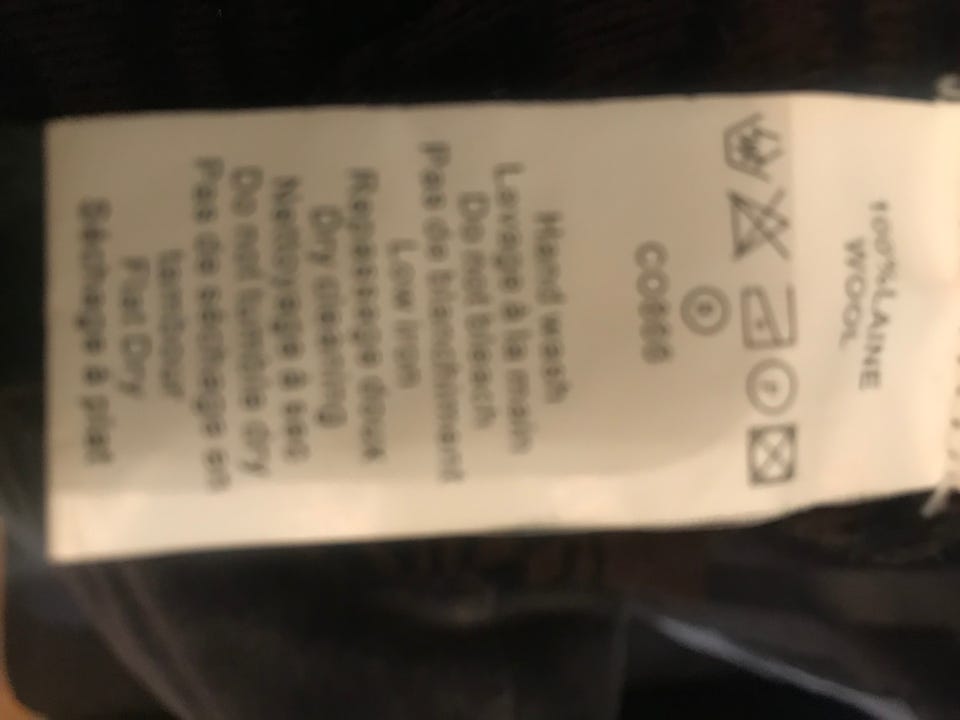 100% LAINE
WOOL
P
CO866
Hand wash
Lavage à la main
Do not bleach
Pas de blanchiment
Low iron
Repassage doux
Dry cleaning
Nettoyage à sec
Do not tumble dry
Pas de séchage en
tambour
Flat Dry
Séchage à plat